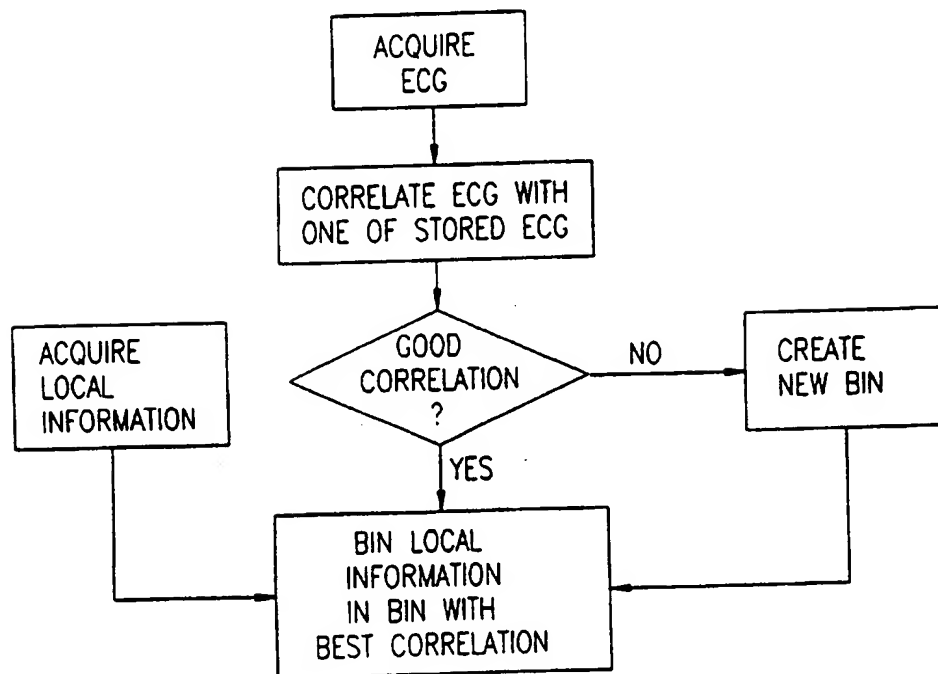 ACQUIRE
ECG
CORRELATE ECG WITH
ONE OF STORED ECG
GOOD
CORRELATION
?
NO
YES
ACQUIRE
LOCAL
INFORMATION
CREATE
NEW BIN
BIN LOCAL
INFORMATION
IN BIN WITH
BEST CORRELATION